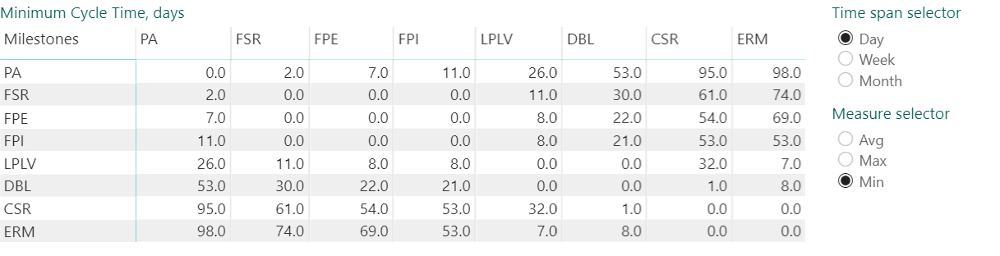 Minimum Cycle Time, days
Milestones PA FSR FPE FPI LPLV DBL CSR ERM
PA 0.0 2.0 7.0 11.0 26.0 53.0 95.0 98.0
FSR 2.0 0.0 0.0 0.0 11.0 30.0 61.0 74.0
FPE 7.0 0.0 0.0 0.0 8.0 22.0 54.0 69.0
FPI 11.0 0.0 0.0 0.0 8.0 21.0 53.0 53.0
LPLV 26.0 11.0 8.0 8.0 0.0 0.0 32.0 7.0
DBL 53.0 30.0 22.0 21.0 0.0 0.0 1.0 8.0
CSR 95.0 61.0 54.0 53.0 32.0 1.0 0.0 0.0
ERM 98.0 74.0 69.0 53.0 7.0 8.0 0.0 0.0
Time span selector
Day
Week
Month
Measure selector
Avg
Max
Min